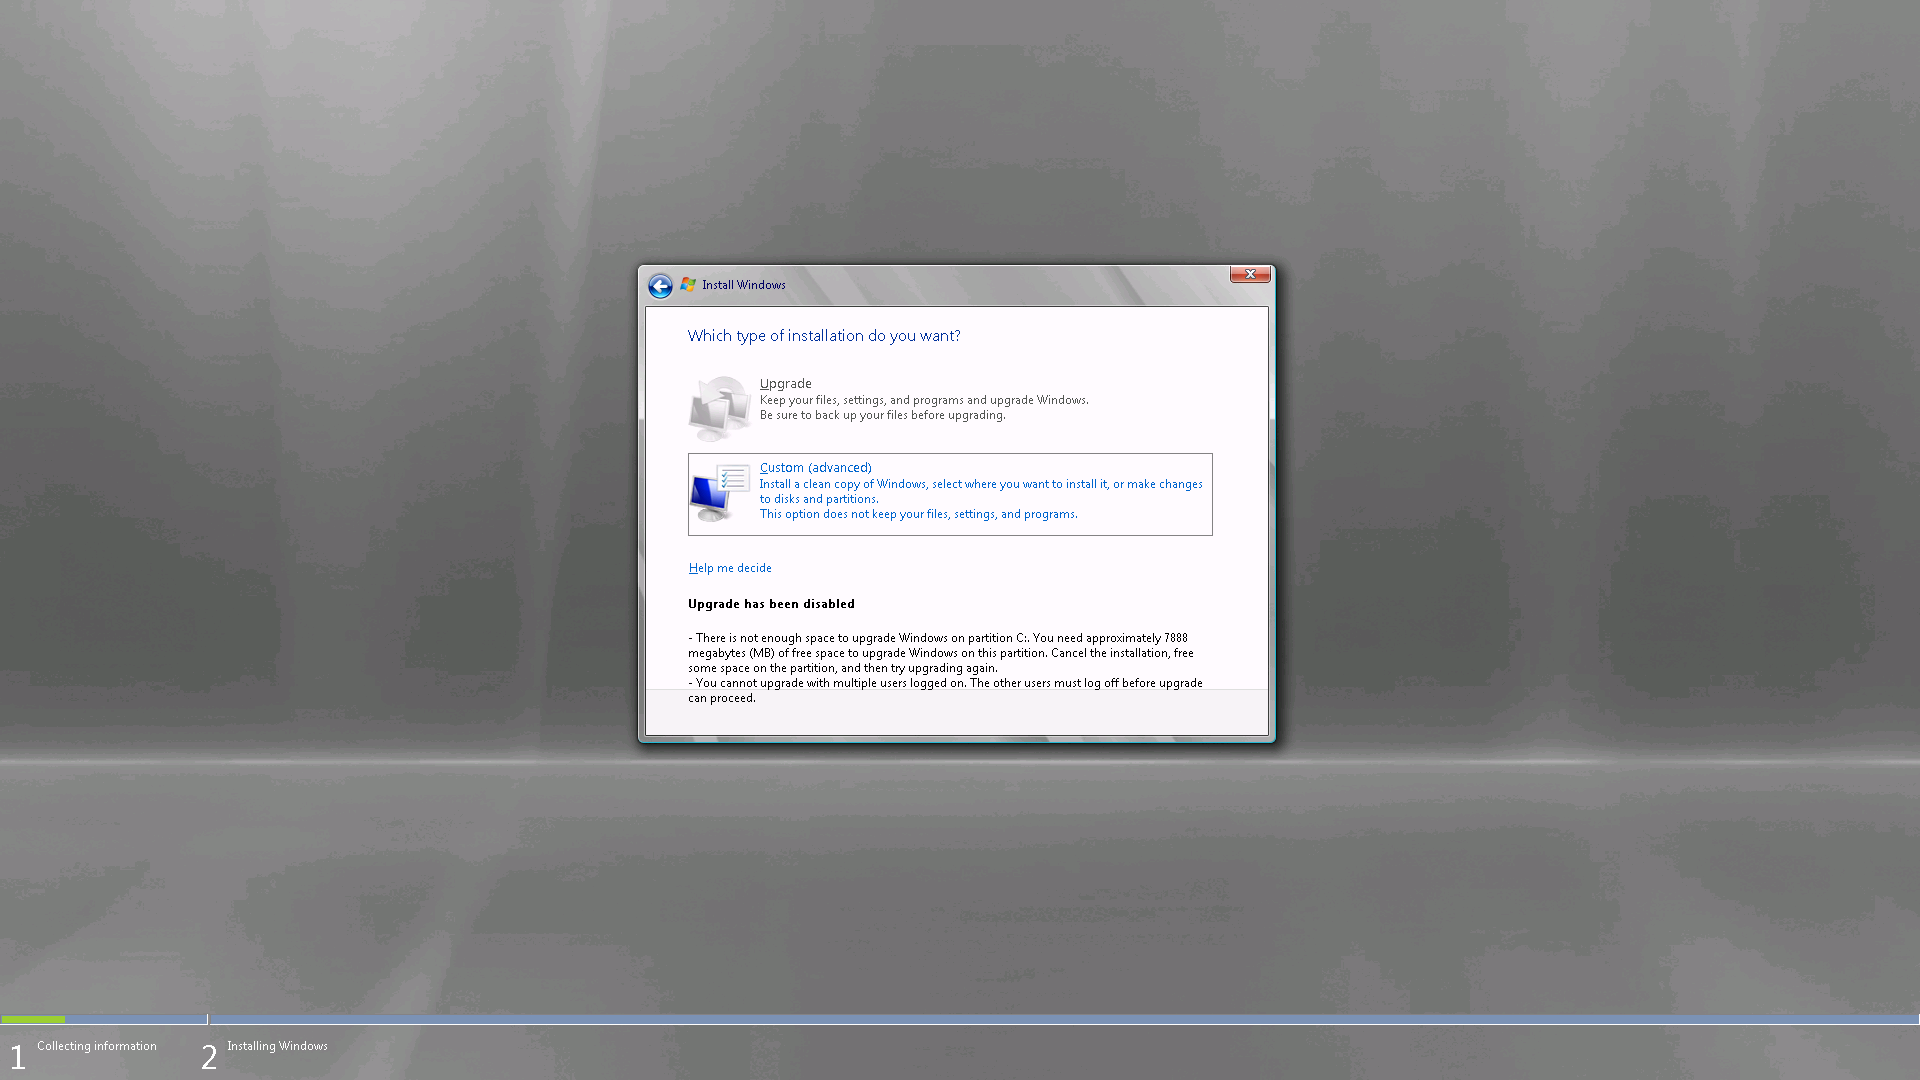 Install Windows
Which type of installation do you want?
Upgrade
Keep your files, settings, and programs and upgrade Windows.
Be sure to back up your files before upgrading.
Custom (advanced)
Install a clean copy of Windows, select where you want to install it, or make changes
to disks and partitions.
This option does not keep your files, settings, and programs.
Help me decide
Upgrade has been disabled
- There is not enough space to upgrade Windows on partition C:. You need approximately 7888
megabytes (MB) of free space to upgrade Windows on this partition. Cancel the installation, free
some space on the partition, and then try upgrading again.
- You cannot upgrade with multiple users logged on. The other users must log off before upgrade
can proceed.
1 Collecting information 2 Installing Windows